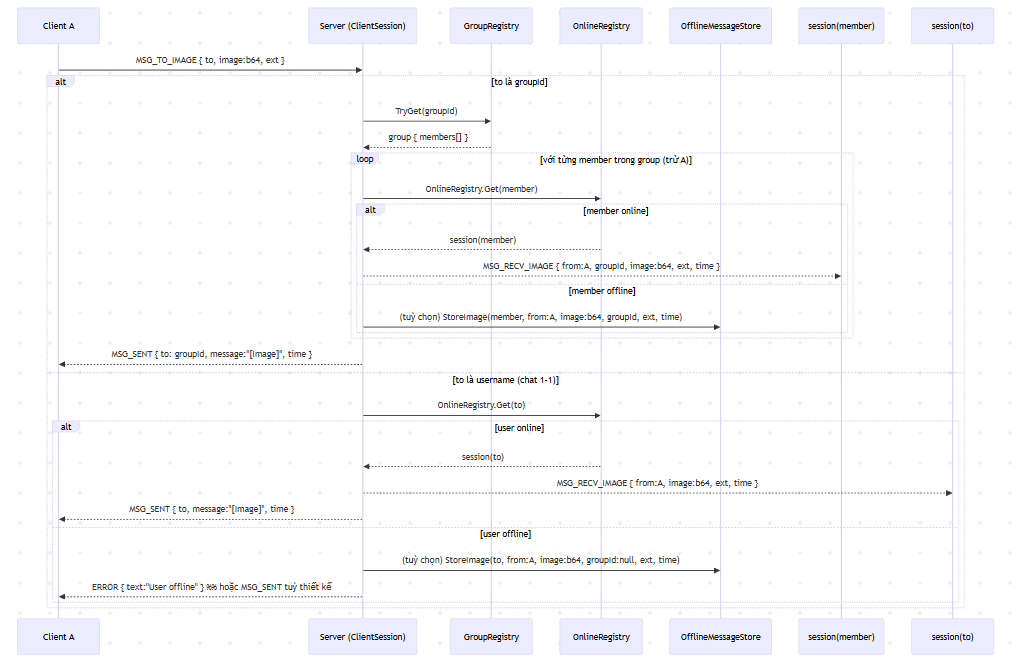 Client A
Server (ClientSession)
GroupRegistry
OnlineRegistry
OfflineMessageStore
session(member)
session(to)
MSG_TO_IMAGE { to, image:b64, ext }
alt
[to là groupId]
TryGet(groupId)
group { members[] }
loop
[với từng member trong group (trừ A)]
OnlineRegistry.Get(member)
alt
[member online]
session(member)
MSG_RECV_IMAGE { from:A, groupId, image:b64, ext, time }
[member offline]
(tuỳ chọn) StoreImage(member, from:A, image:b64, groupId, ext, time)
MSG_SENT { to: groupId, message:"[Image]", time }
[to là username (chat 1-1)]
OnlineRegistry.Get(to)
alt
[user online]
session(to)
MSG_RECV_IMAGE { from:A, image:b64, ext, time }
MSG_SENT { to, message:"[Image]", time }
[user offline]
(tuỳ chọn) StoreImage(to, from:A, image:b64, groupId:null, ext, time)
ERROR { text:"User offline" } %% hoặc MSG_SENT tuỳ thiết kế
Client A
Server (ClientSession)
GroupRegistry
OnlineRegistry
OfflineMessageStore
session(member)
session(to)